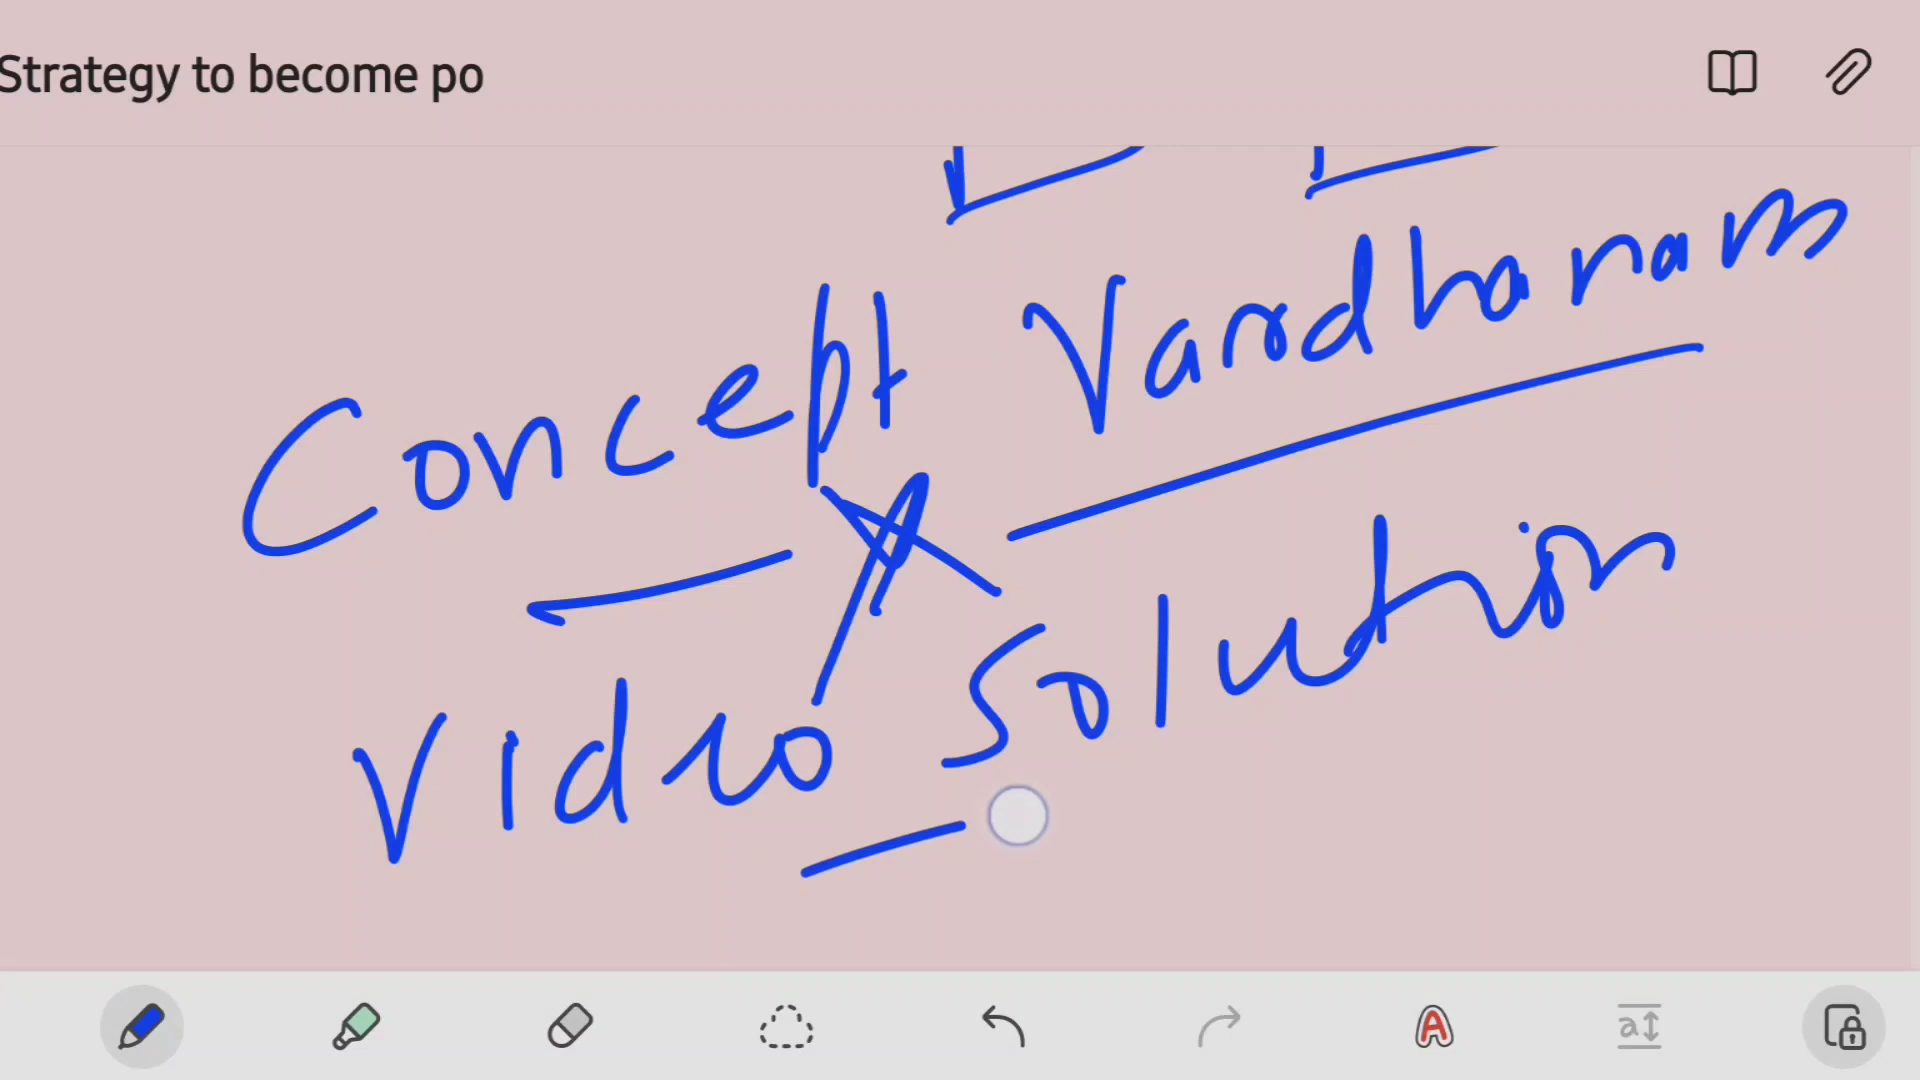 Strategy to become po
Concept Vardhanam
Video Solution